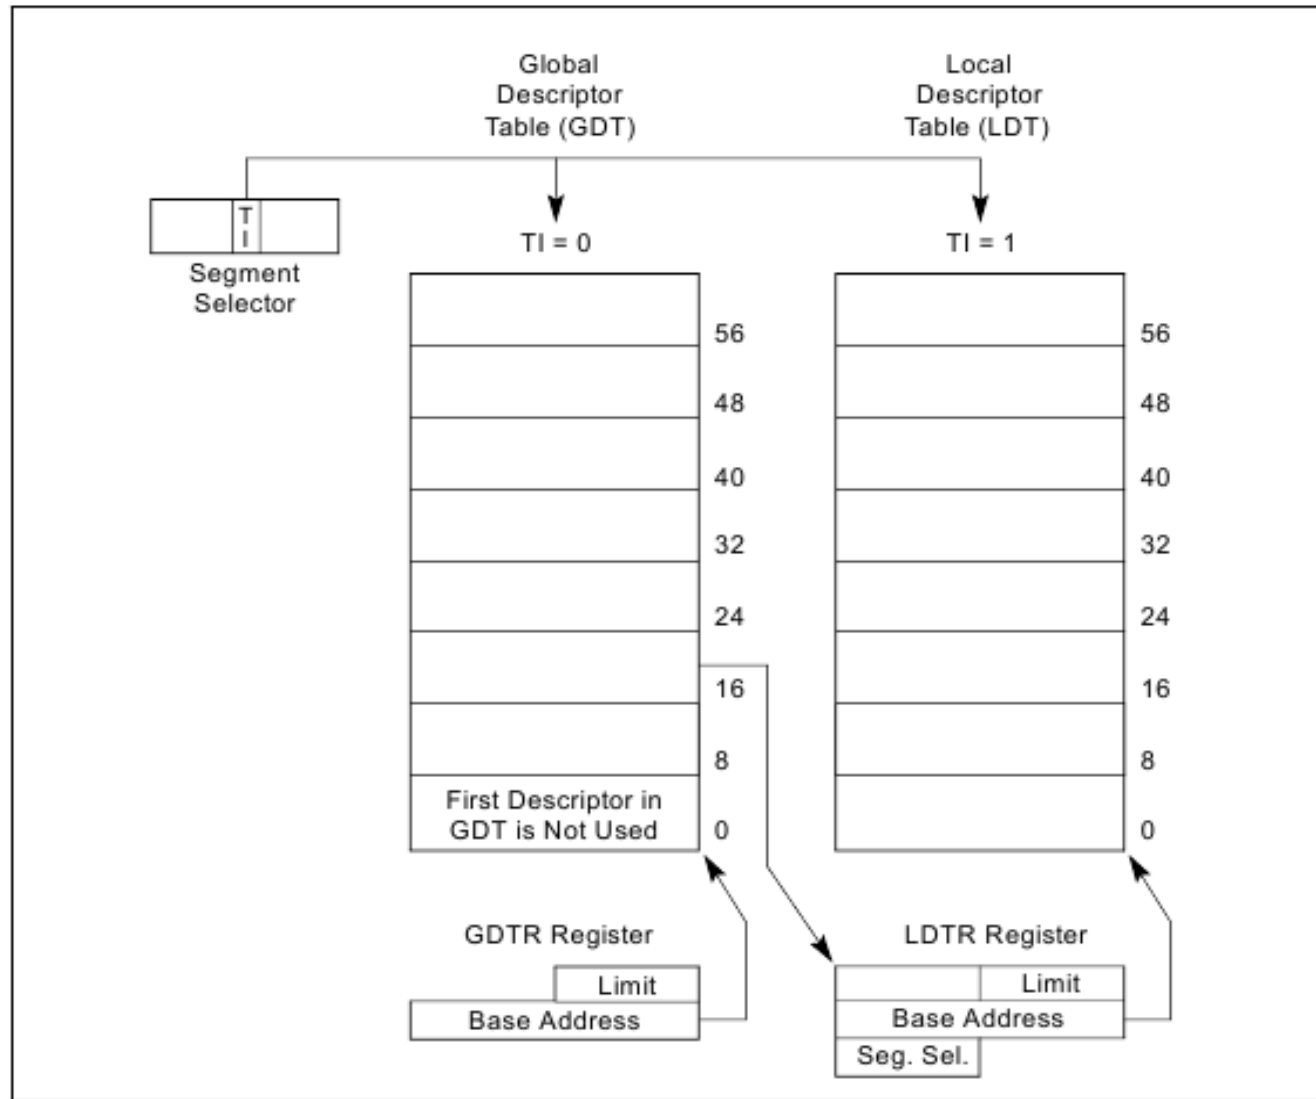 Global
Descriptor
Table (GDT)
Local
Descriptor
Table (LDT)
T
I
Segment
Selector
TI = 0
TI = 1
56
48
40
32
24
16
8
First Descriptor in
GDT is Not Used
0
56
48
40
32
24
16
8
0
GDTR Register
Limit
Base Address
LDTR Register
Limit
Base Address
Seg. Sel.